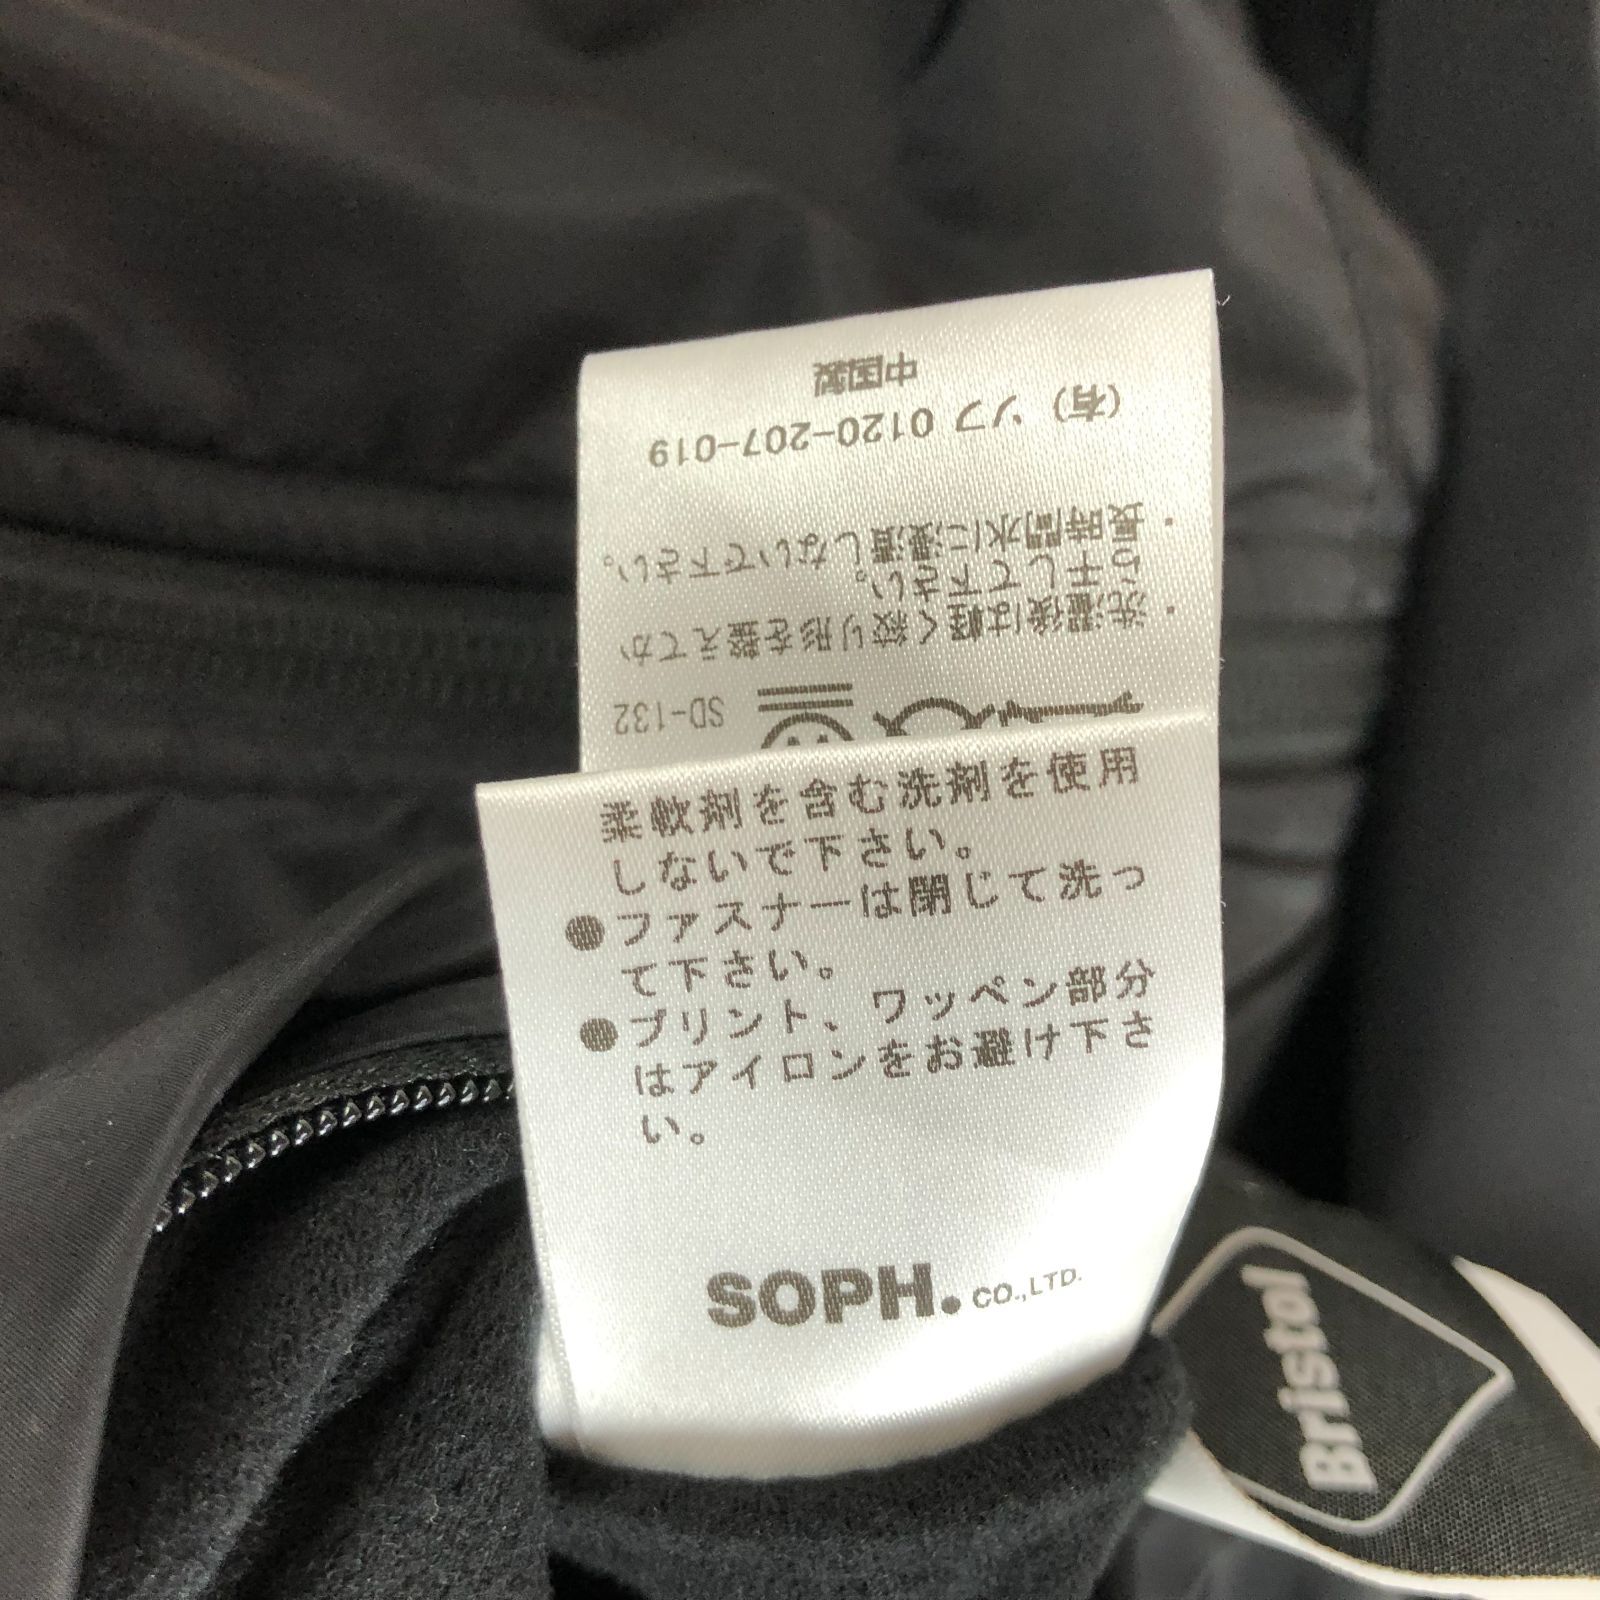 柔軟剤を含む洗剤を使用
しないで下さい。
●ファスナーは閉じて洗っ
て下さい。
●プリント、ワッペン部分
はアイロンをお避け下さ
い。
SOPH. CO.,LTD.
SD-132
・洗濯後は軽く絞り形を整えてか
ら干して下さい。
・長時間水に浸漬しないで下さい。
(有) ソフ 0120-207-019
中国製
Bristol